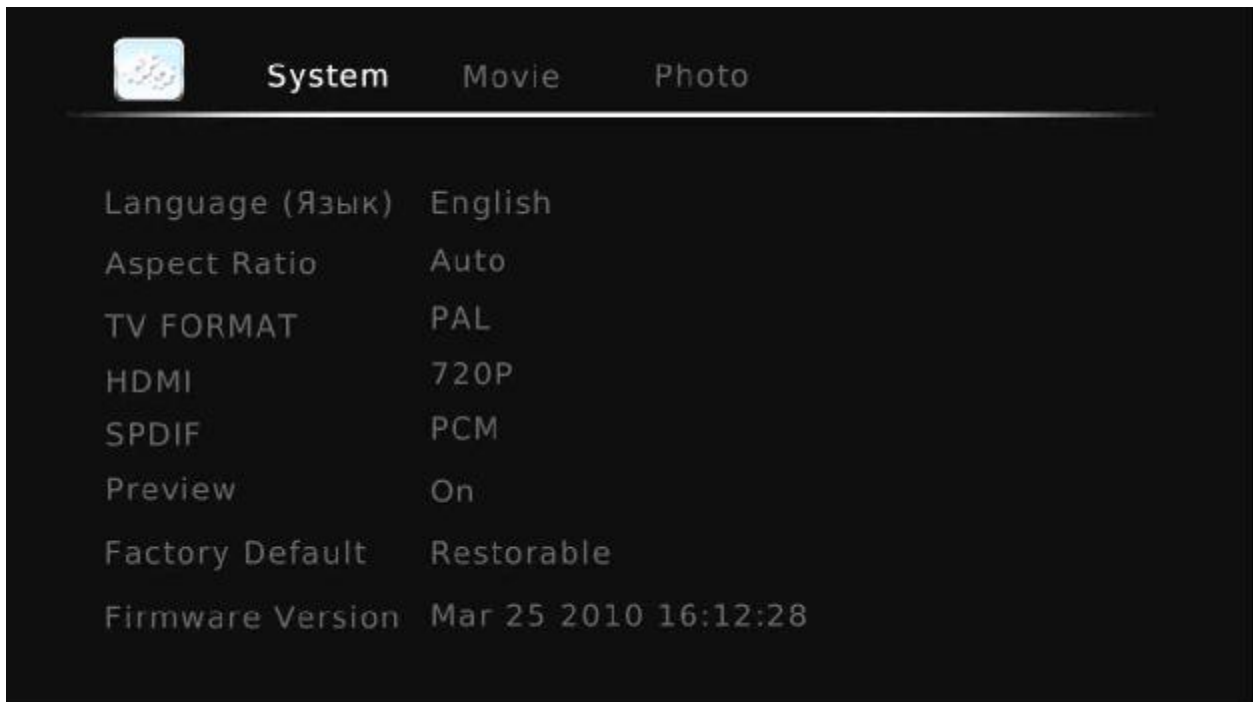 System Movie Photo
Language (Язык) English
Aspect Ratio Auto
TV FORMAT PAL
HDMI 720P
SPDIF PCM
Preview On
Factory Default Restorable
Firmware Version Mar 25 2010 16:12:28